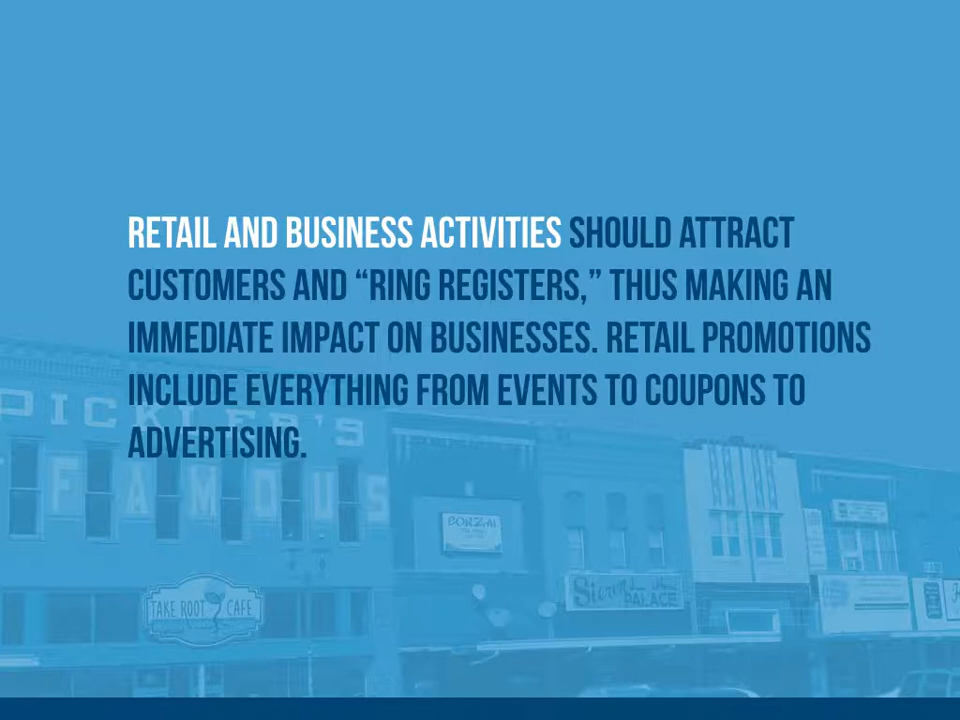 RETAIL AND BUSINESS ACTIVITIES SHOULD ATTRACT
CUSTOMERS AND “RING REGISTERS,” THUS MAKING AN
IMMEDIATE IMPACT ON BUSINESSES. RETAIL PROMOTIONS
INCLUDE EVERYTHING FROM EVENTS TO COUPONS TO
ADVERTISING.
PICKLER'S
FAMOUS
BONZAI
TAKE ROOT CAFE
PALACE